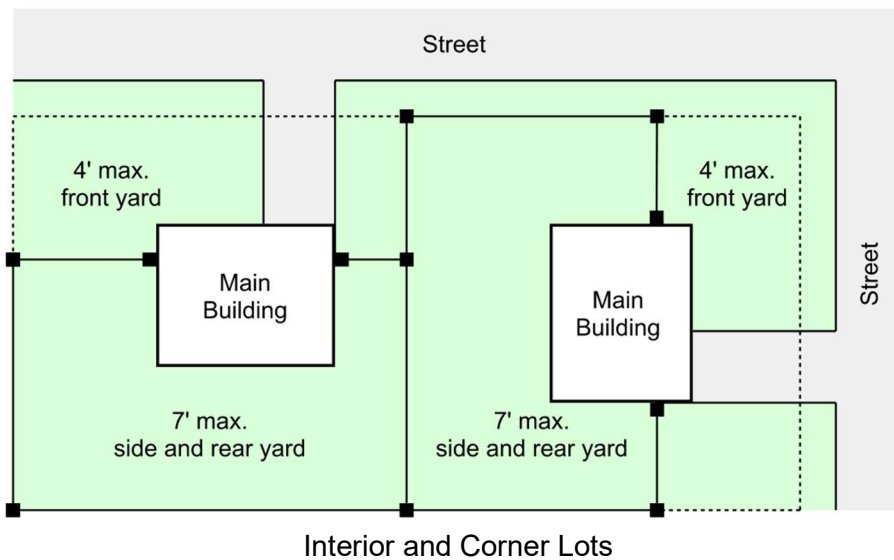 Street
4' max.
front yard
4' max.
front yard
Street
Main
Building
Main
Building
7' max.
side and rear yard
7' max.
side and rear yard
Interior and Corner Lots